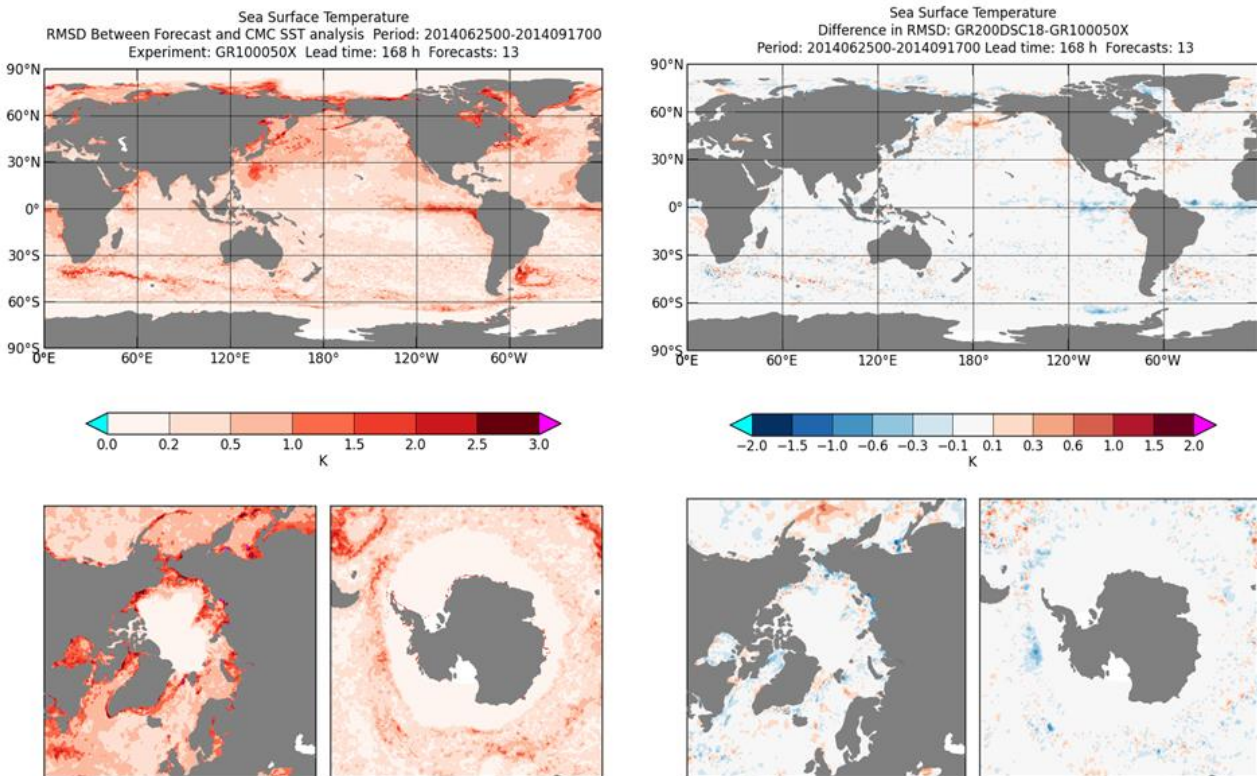 Sea Surface Temperature
RMSD Between Forecast and CMC SST analysis Period: 2014062500-2014091700
Experiment: GR100050X Lead time: 168 h Forecasts: 13
90°N
60°N
30°N
0°
30°S
60°S
90°S
0°E 60°E 120°E 180° 120°W 60°W
0.0 0.2 0.5 1.0 1.5 2.0 2.5 3.0
K
Sea Surface Temperature
Difference in RMSD: GR200DSC18-GR100050X
Period: 2014062500-2014091700 Lead time: 168 h Forecasts: 13
90°N
60°N
30°N
0°
30°S
60°S
90°S
0°E 60°E 120°E 180° 120°W 60°W
−2.0 −1.5 −1.0 −0.6 −0.3 −0.1 0.1 0.3 0.6 1.0 1.5 2.0
K